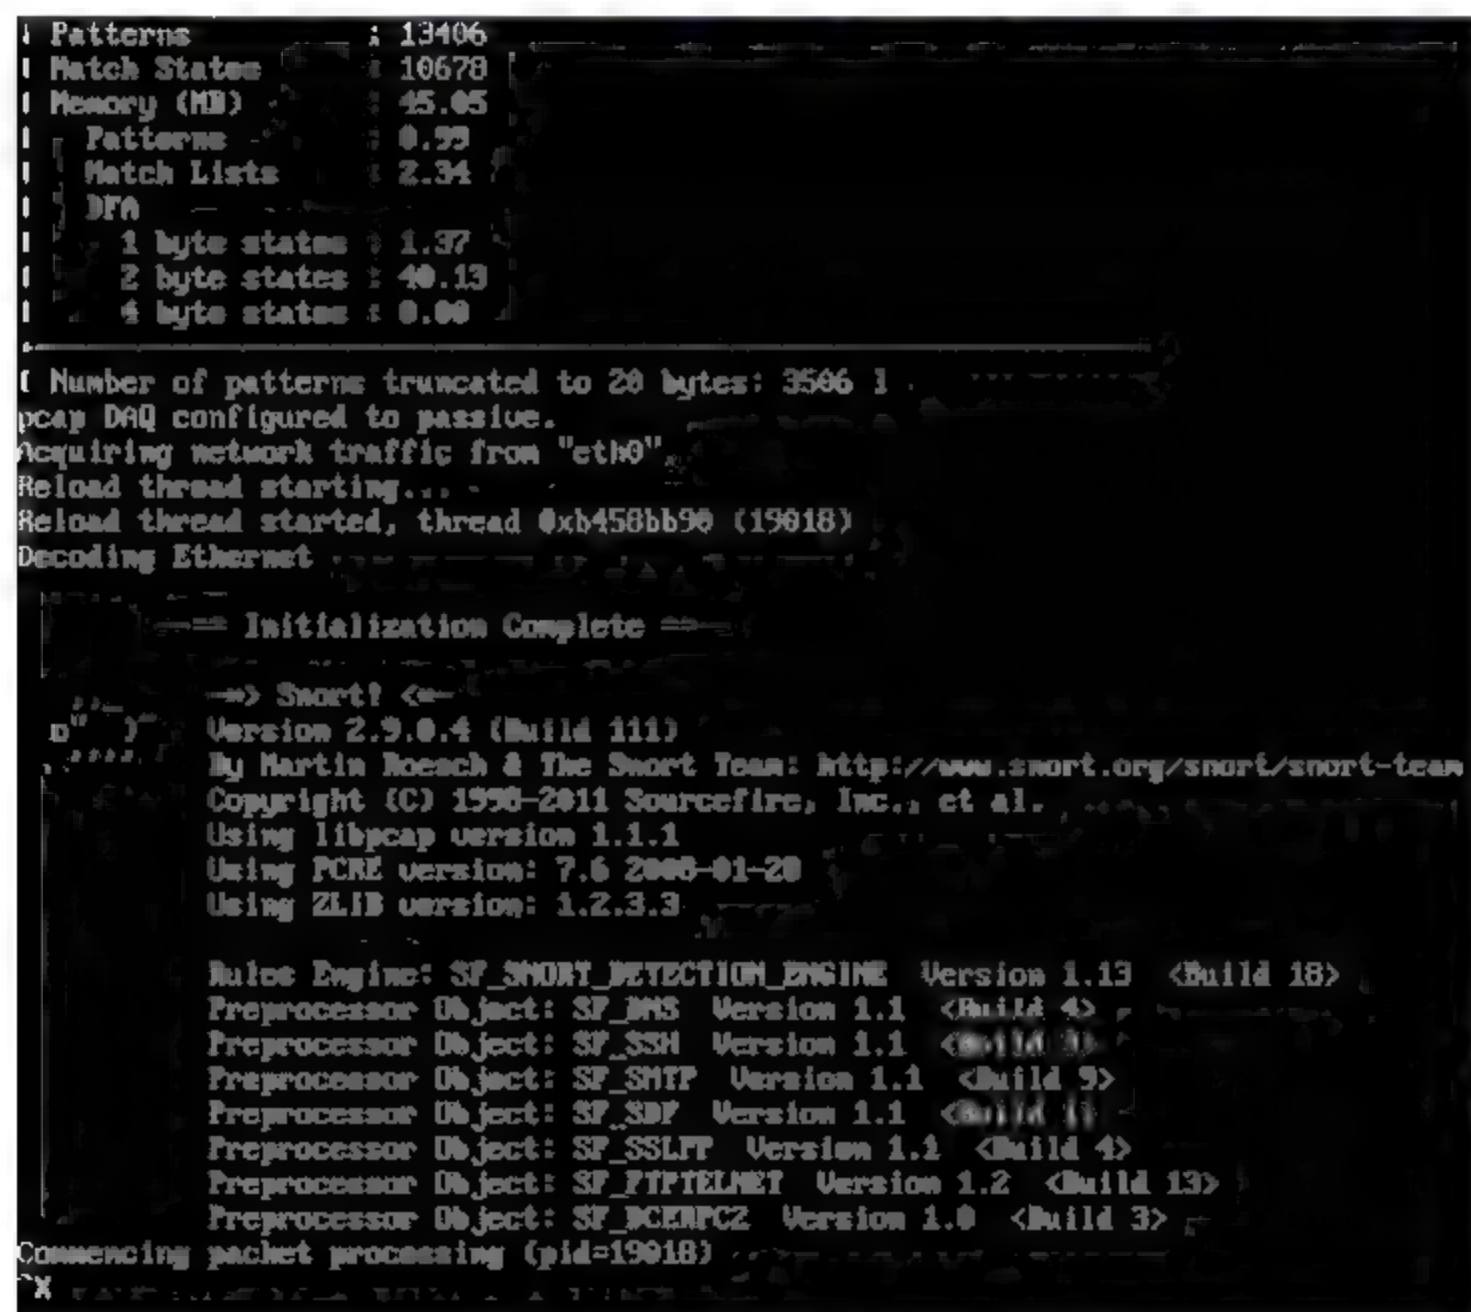 | Patterns : 13406
| Match States : 10678
| Memory (MB) : 45.05
| Patterns : 0.99
| Match Lists : 2.34
| DFA
| 1 byte states : 1.37
| 2 byte states : 40.13
| 4 byte states : 0.00
[ Number of patterns truncated to 20 bytes: 3506 ]
pcap DAQ configured to passive.
Acquiring network traffic from "eth0".
Reload thread starting...
Reload thread started, thread 0xb458bb90 (19018)
Decoding Ethernet
--== Initialization Complete ==--
,,_ -*> Snort! <*-
o" )~ Version 2.9.0.4 (Build 111)
'''' By Martin Roesch & The Snort Team: http://www.snort.org/snort/snort-team
Copyright (C) 1998-2011 Sourcefire, Inc., et al.
Using libpcap version 1.1.1
Using PCRE version: 7.6 2008-01-28
Using ZLIB version: 1.2.3.3
Rules Engine: SF_SNORT_DETECTION_ENGINE Version 1.13 <Build 18>
Preprocessor Object: SF_DNS Version 1.1 <Build 4>
Preprocessor Object: SF_SSH Version 1.1 <Build 3>
Preprocessor Object: SF_SMTP Version 1.1 <Build 9>
Preprocessor Object: SF_SDF Version 1.1 <Build 1>
Preprocessor Object: SF_SSLPP Version 1.1 <Build 4>
Preprocessor Object: SF_FTPTELNET Version 1.2 <Build 13>
Preprocessor Object: SF_DCERPC2 Version 1.0 <Build 3>
Commencing packet processing (pid=19018)
^X